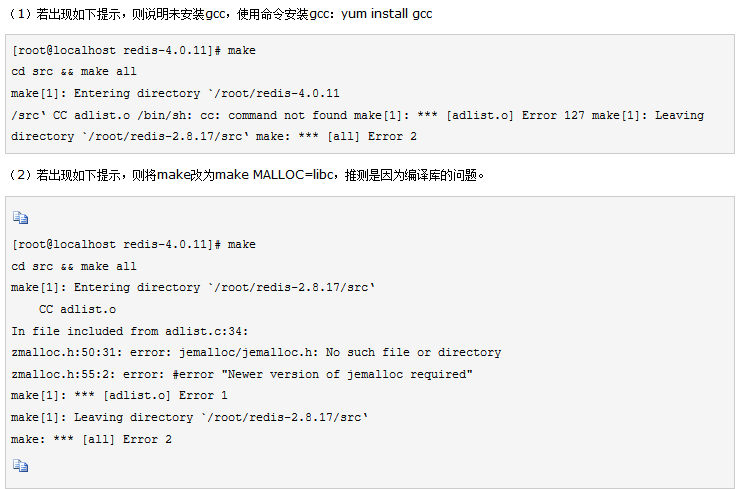 （1）若出现如下提示，则说明未安装gcc，使用命令安装gcc：yum install gcc
[root@localhost redis-4.0.11]# make
cd src && make all
make[1]: Entering directory `/root/redis-4.0.11
/src‘ CC adlist.o /bin/sh: cc: command not found make[1]: *** [adlist.o] Error 127 make[1]: Leaving
directory `/root/redis-2.8.17/src‘ make: *** [all] Error 2
（2）若出现如下提示，则将make改为make MALLOC=libc，推测是因为编译库的问题。
[root@localhost redis-4.0.11]# make
cd src && make all
make[1]: Entering directory `/root/redis-2.8.17/src‘
    CC adlist.o
In file included from adlist.c:34:
zmalloc.h:50:31: error: jemalloc/jemalloc.h: No such file or directory
zmalloc.h:55:2: error: #error "Newer version of jemalloc required"
make[1]: *** [adlist.o] Error 1
make[1]: Leaving directory `/root/redis-2.8.17/src‘
make: *** [all] Error 2